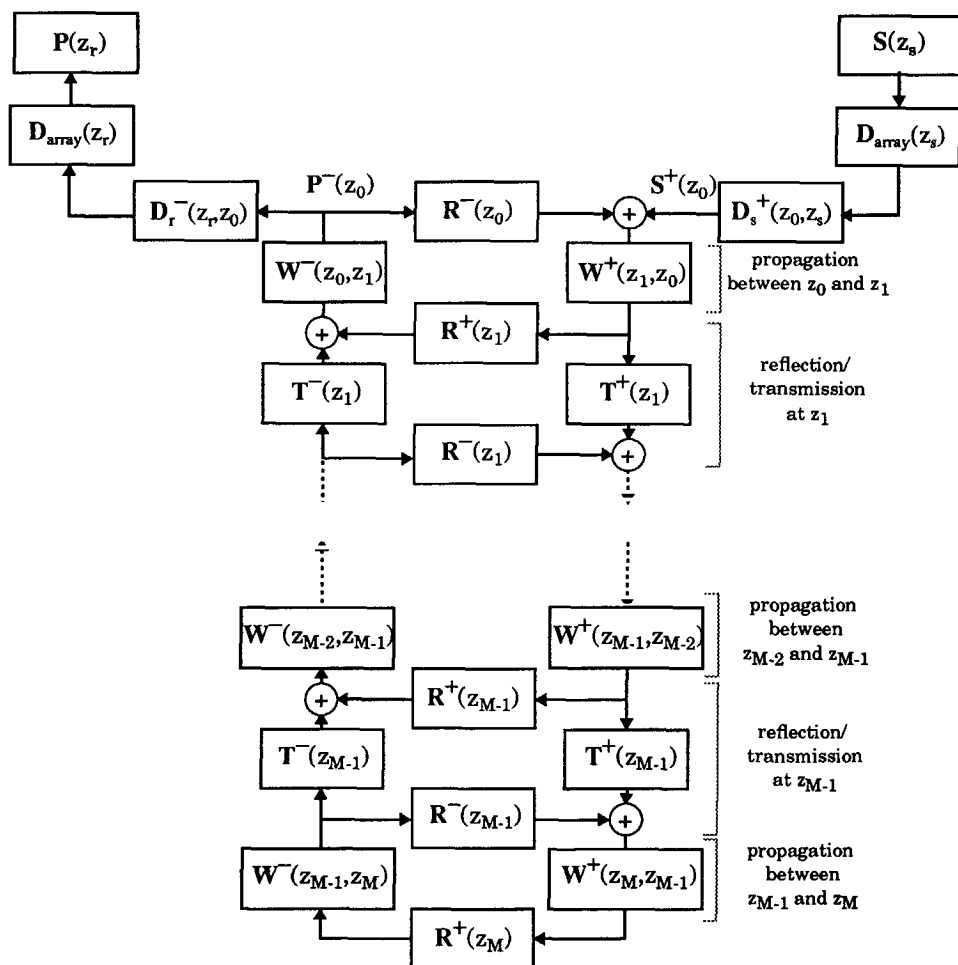 P(z_r)
S(z_s)
D_array(z_r)
D_array(z_s)
P^-(z_0)
S^+(z_0)
D_r^-(z_r,z_0)
R^-(z_0)
+
D_s^+(z_0,z_s)
W^-(z_0,z_1)
W^+(z_1,z_0)
propagation
between z_0 and z_1
+
R^+(z_1)
T^-(z_1)
T^+(z_1)
reflection/
transmission
at z_1
R^-(z_1)
+
W^-(z_M-2,z_M-1)
W^+(z_M-1,z_M-2)
propagation
between
z_M-2 and z_M-1
+
R^+(z_M-1)
T^-(z_M-1)
T^+(z_M-1)
reflection/
transmission
at z_M-1
R^-(z_M-1)
+
W^-(z_M-1,z_M)
W^+(z_M,z_M-1)
propagation
between
z_M-1 and z_M
R^+(z_M)